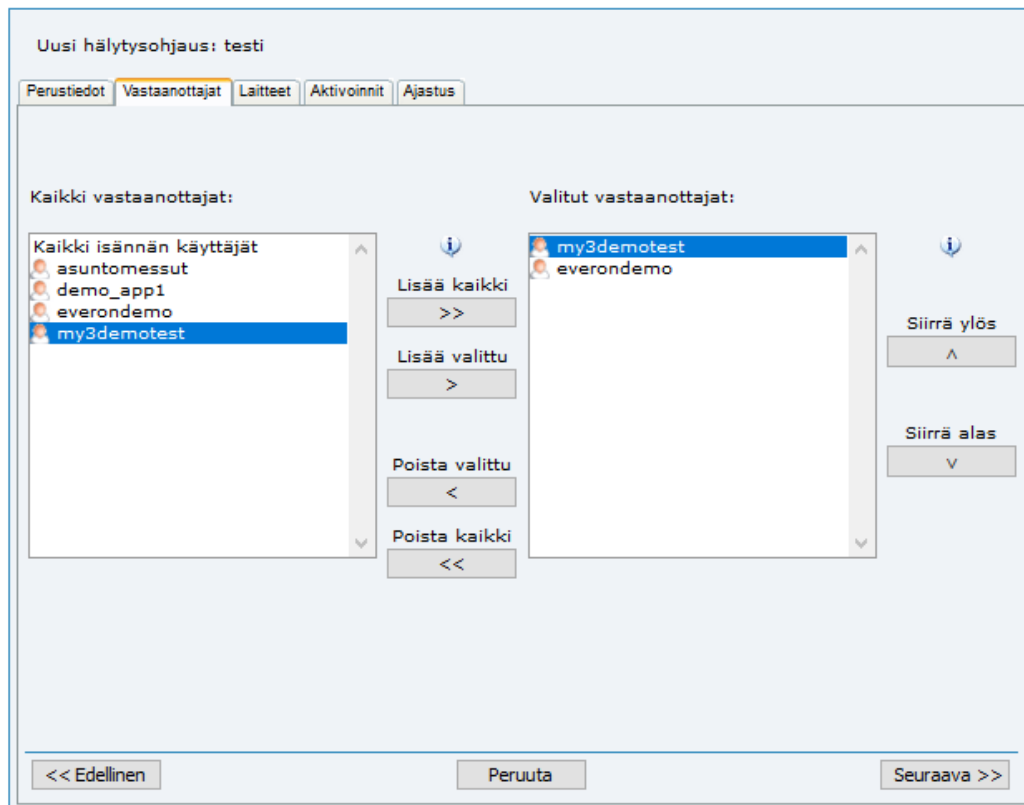 Uusi hälytysohjaus: testi
Perustiedot Vastaanottajat Laitteet Aktivoinnit Ajastus
Kaikki vastaanottajat:
Kaikki isännän käyttäjät
asuntomessut
demo_app1
everondemo
my3demotest
Lisää kaikki
>>
Lisää valittu
>
Poista valittu
<
Poista kaikki
<<
Valitut vastaanottajat:
my3demotest
everondemo
Siirrä ylös
ʌ
Siirrä alas
v
<< Edellinen
Peruuta
Seuraava >>